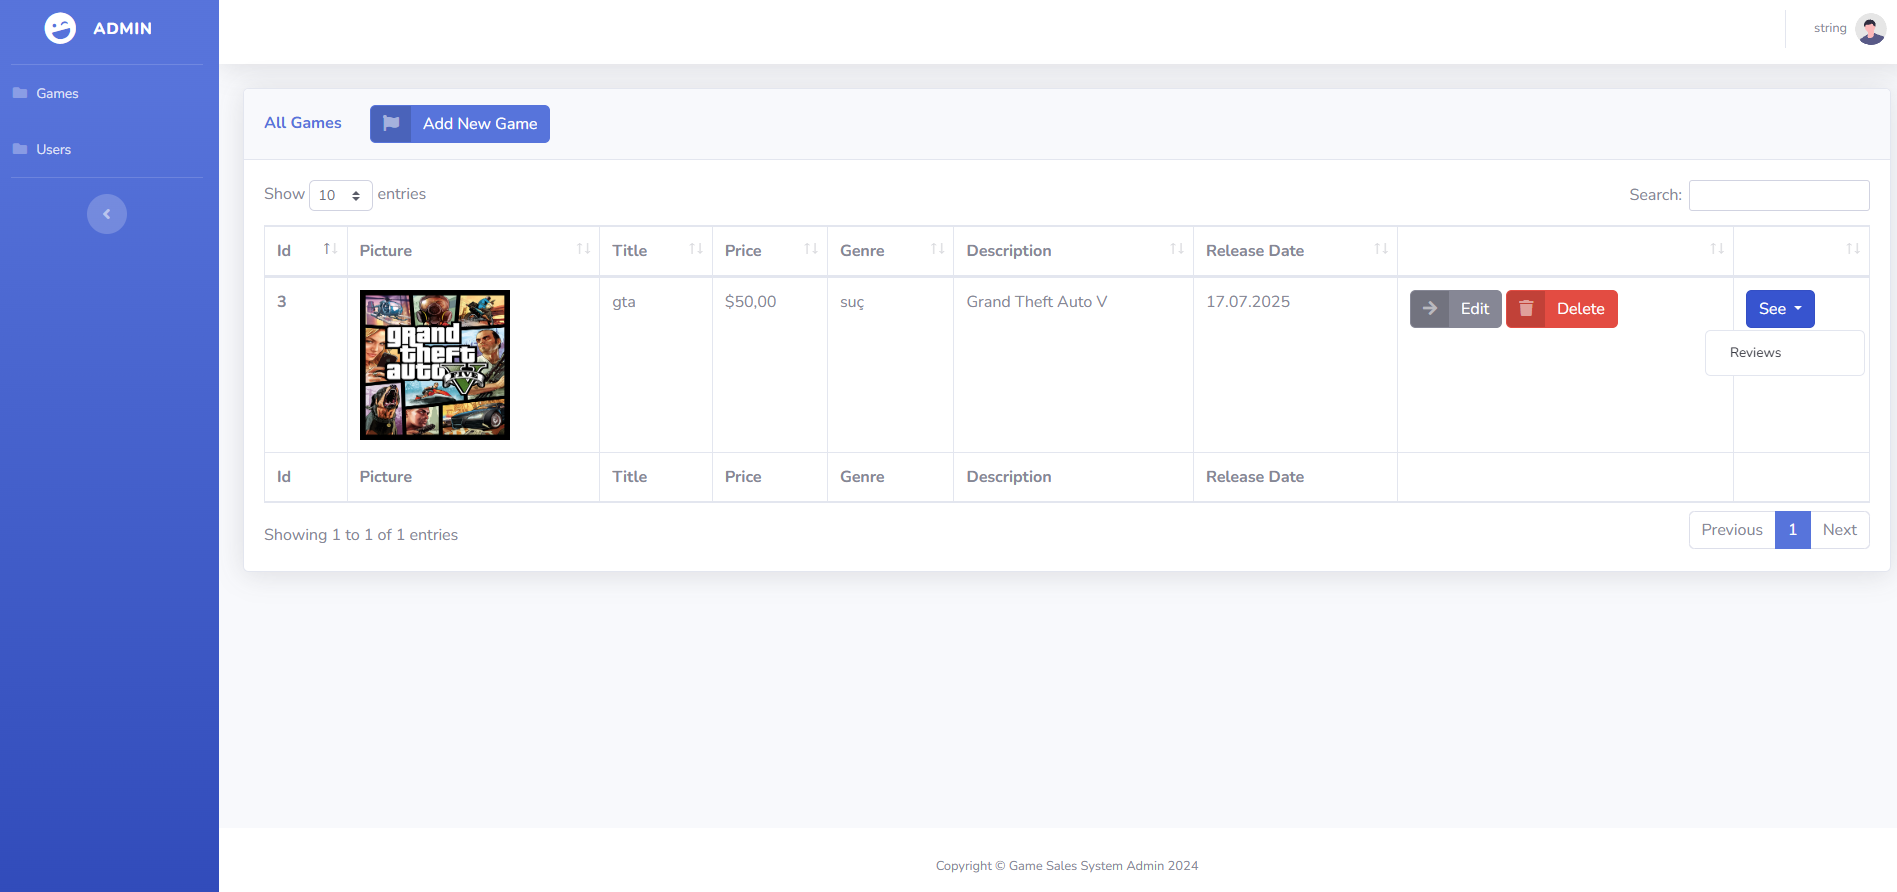 ADMIN
string
Games
Users
All Games
Add New Game
Show 10 entries
Search:
Id Picture Title Price Genre Description Release Date
3 gta $50,00 suç Grand Theft Auto V 17.07.2025 Edit Delete See
grand
theft
auto
FIVE
Reviews
Id Picture Title Price Genre Description Release Date
Showing 1 to 1 of 1 entries
Previous 1 Next
Copyright © Game Sales System Admin 2024